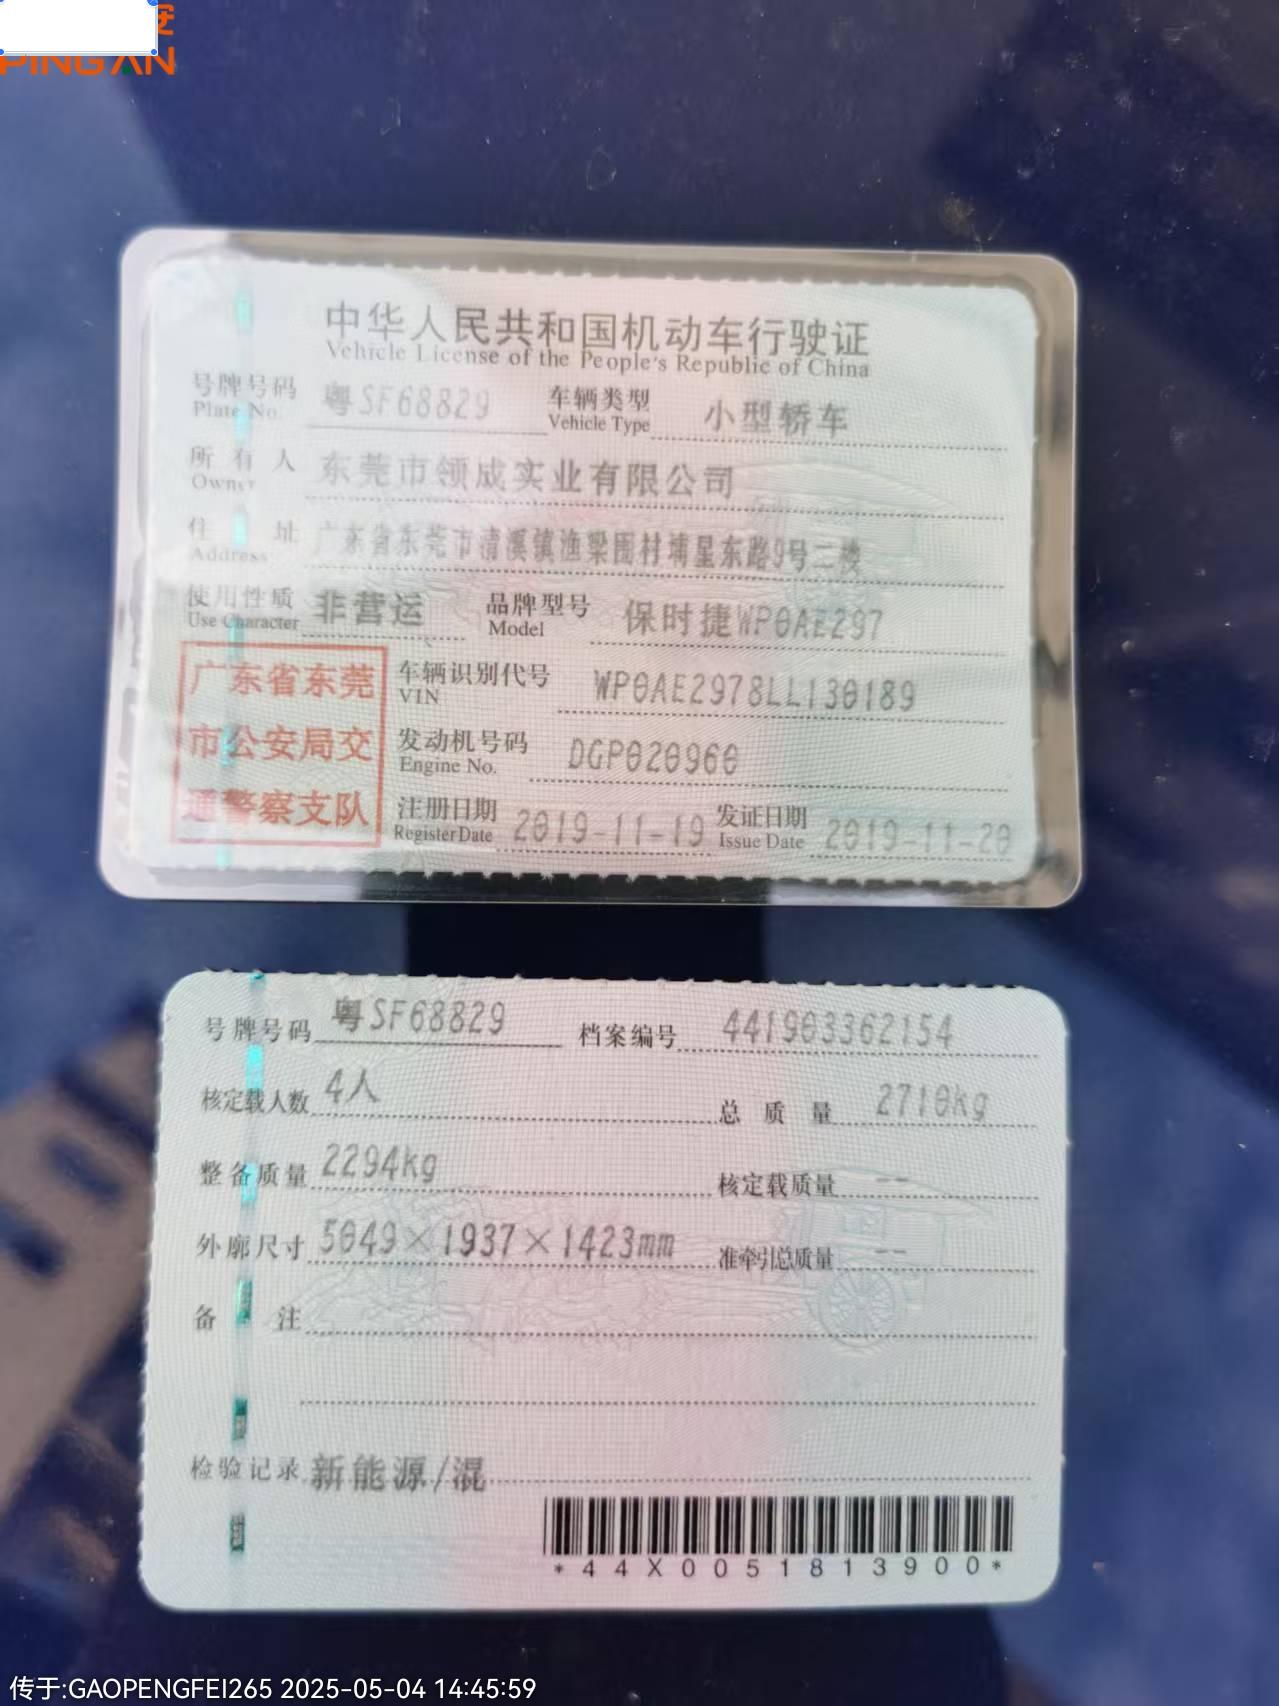 安
PING AN
中华人民共和国机动车行驶证
Vehicle License of the People's Republic of China
号牌号码 粤SF68829 车辆类型 小型轿车
Plate No. Vehicle Type
所有人 东莞市领成实业有限公司
Owner
住址 广东省东莞市清溪镇渔梁围村埔星东路9号二楼
Address
使用性质 非营运 品牌型号 保时捷WP0AE297
Use Character Model
广东省东莞
市公安局交
通警察支队
车辆识别代号 WP0AE2978LL130189
VIN
发动机号码 DGP020960
Engine No.
注册日期 2019-11-19 发证日期 2019-11-20
Register Date Issue Date
号牌号码 粤SF68829 档案编号 441903362154
核定载人数 4人 总质量 2710kg
整备质量 2294kg 核定载质量 --
外廓尺寸 5049×1937×1423mm 准牵引总质量 --
备注
检验记录 新能源/混
*44X0051813900*
传于:GAOPENGFEI265 2025-05-04 14:45:59